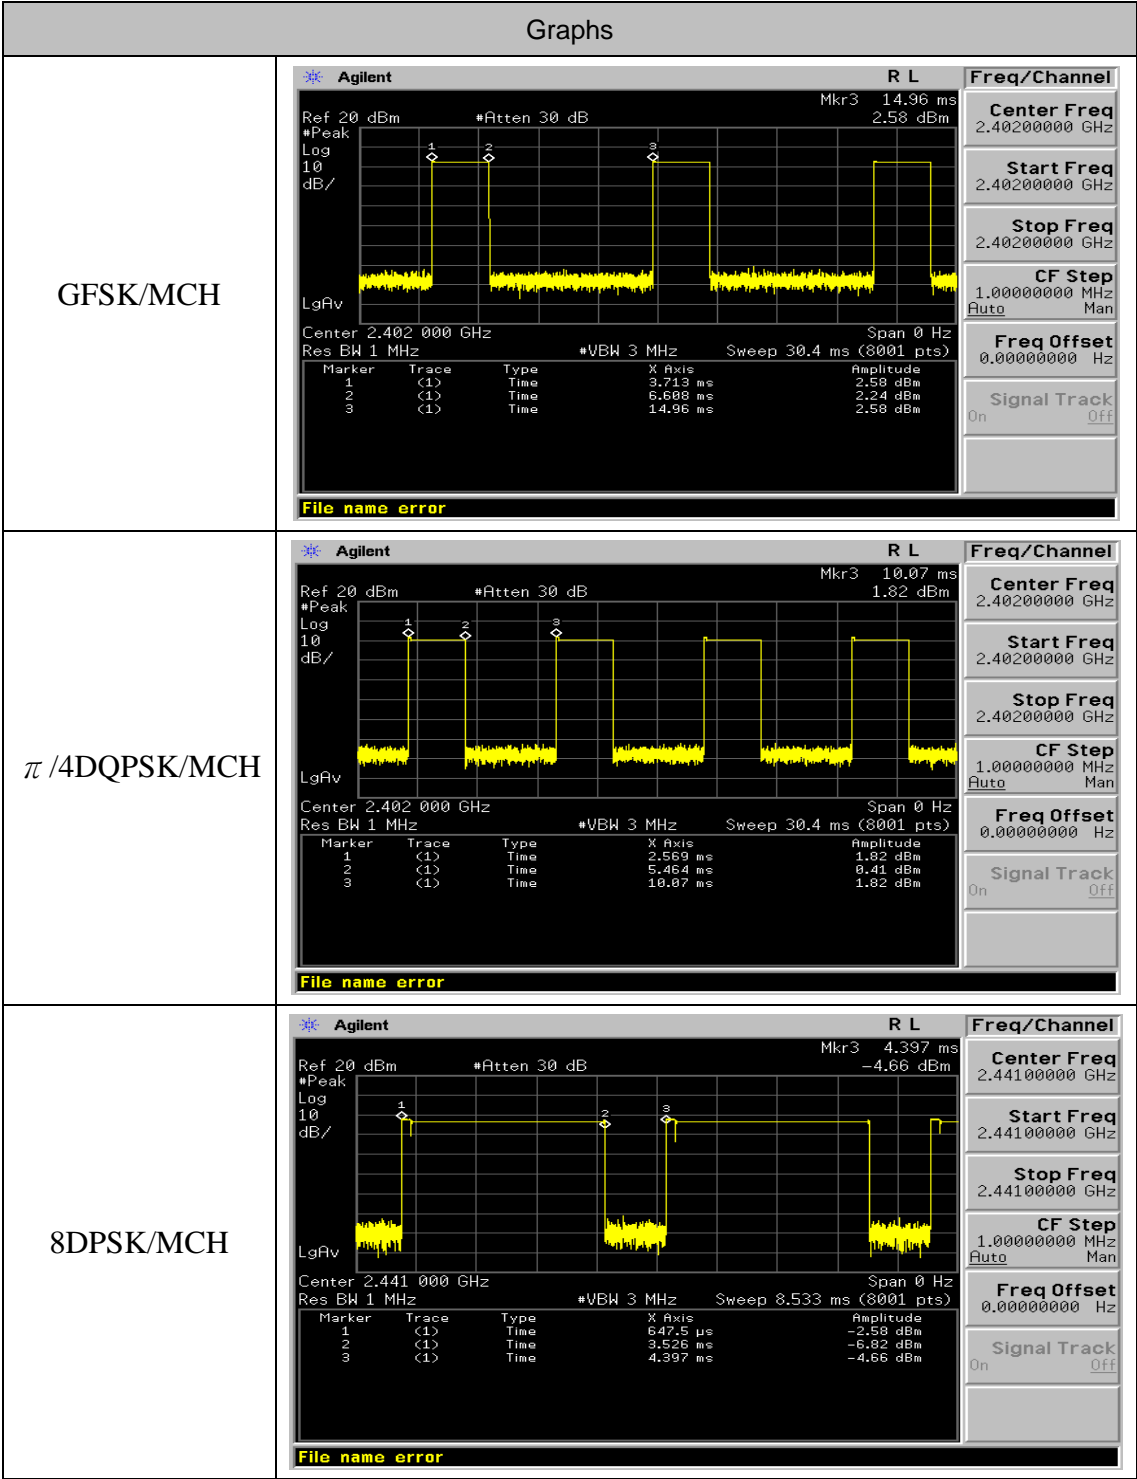 Graphs
GFSK/MCH
Agilent R L Freq/Channel
Mkr3 14.96 ms
Ref 20 dBm #Atten 30 dB 2.58 dBm
#Peak
Log
10
dB/
1 2 3
LgAv
Center 2.402 000 GHz Span 0 Hz
Res BW 1 MHz #VBW 3 MHz Sweep 30.4 ms (8001 pts)
Marker Trace Type X Axis Amplitude
1 (1) Time 3.713 ms 2.58 dBm
2 (1) Time 6.608 ms 2.24 dBm
3 (1) Time 14.96 ms 2.58 dBm
File name error
Center Freq
2.40200000 GHz
Start Freq
2.40200000 GHz
Stop Freq
2.40200000 GHz
CF Step
1.00000000 MHz
Auto Man
Freq Offset
0.00000000 Hz
Signal Track
On Off
π/4DQPSK/MCH
Agilent R L Freq/Channel
Mkr3 10.07 ms
Ref 20 dBm #Atten 30 dB 1.82 dBm
#Peak
Log
10
dB/
1 2 3
LgAv
Center 2.402 000 GHz Span 0 Hz
Res BW 1 MHz #VBW 3 MHz Sweep 30.4 ms (8001 pts)
Marker Trace Type X Axis Amplitude
1 (1) Time 2.569 ms 1.82 dBm
2 (1) Time 5.464 ms 0.41 dBm
3 (1) Time 10.07 ms 1.82 dBm
File name error
Center Freq
2.40200000 GHz
Start Freq
2.40200000 GHz
Stop Freq
2.40200000 GHz
CF Step
1.00000000 MHz
Auto Man
Freq Offset
0.00000000 Hz
Signal Track
On Off
8DPSK/MCH
Agilent R L Freq/Channel
Mkr3 4.397 ms
Ref 20 dBm #Atten 30 dB -4.66 dBm
#Peak
Log
10
dB/
1 2 3
LgAv
Center 2.441 000 GHz Span 0 Hz
Res BW 1 MHz #VBW 3 MHz Sweep 8.533 ms (8001 pts)
Marker Trace Type X Axis Amplitude
1 (1) Time 647.5 µs -2.58 dBm
2 (1) Time 3.526 ms -6.82 dBm
3 (1) Time 4.397 ms -4.66 dBm
File name error
Center Freq
2.44100000 GHz
Start Freq
2.44100000 GHz
Stop Freq
2.44100000 GHz
CF Step
1.00000000 MHz
Auto Man
Freq Offset
0.00000000 Hz
Signal Track
On Off